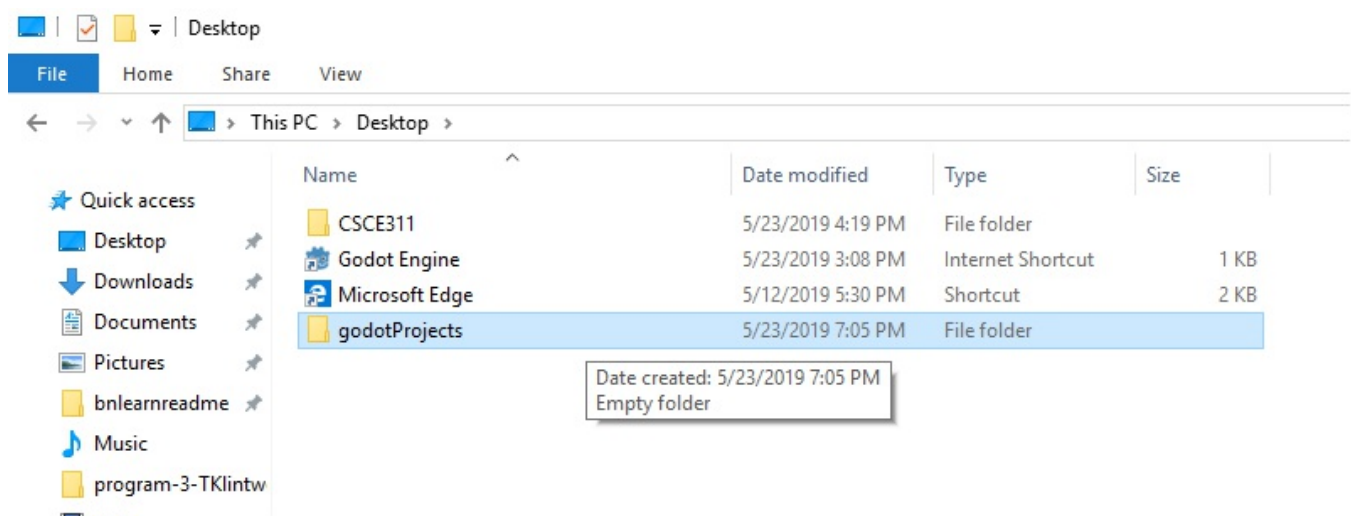 Desktop
File Home Share View
This PC > Desktop >
Name Date modified Type Size
Quick access
Desktop
Downloads
Documents
Pictures
bnlearnreadme
Music
program-3-TKlintw
CSCE311 5/23/2019 4:19 PM File folder
Godot Engine 5/23/2019 3:08 PM Internet Shortcut 1 KB
Microsoft Edge 5/12/2019 5:30 PM Shortcut 2 KB
godotProjects 5/23/2019 7:05 PM File folder
Date created: 5/23/2019 7:05 PM
Empty folder